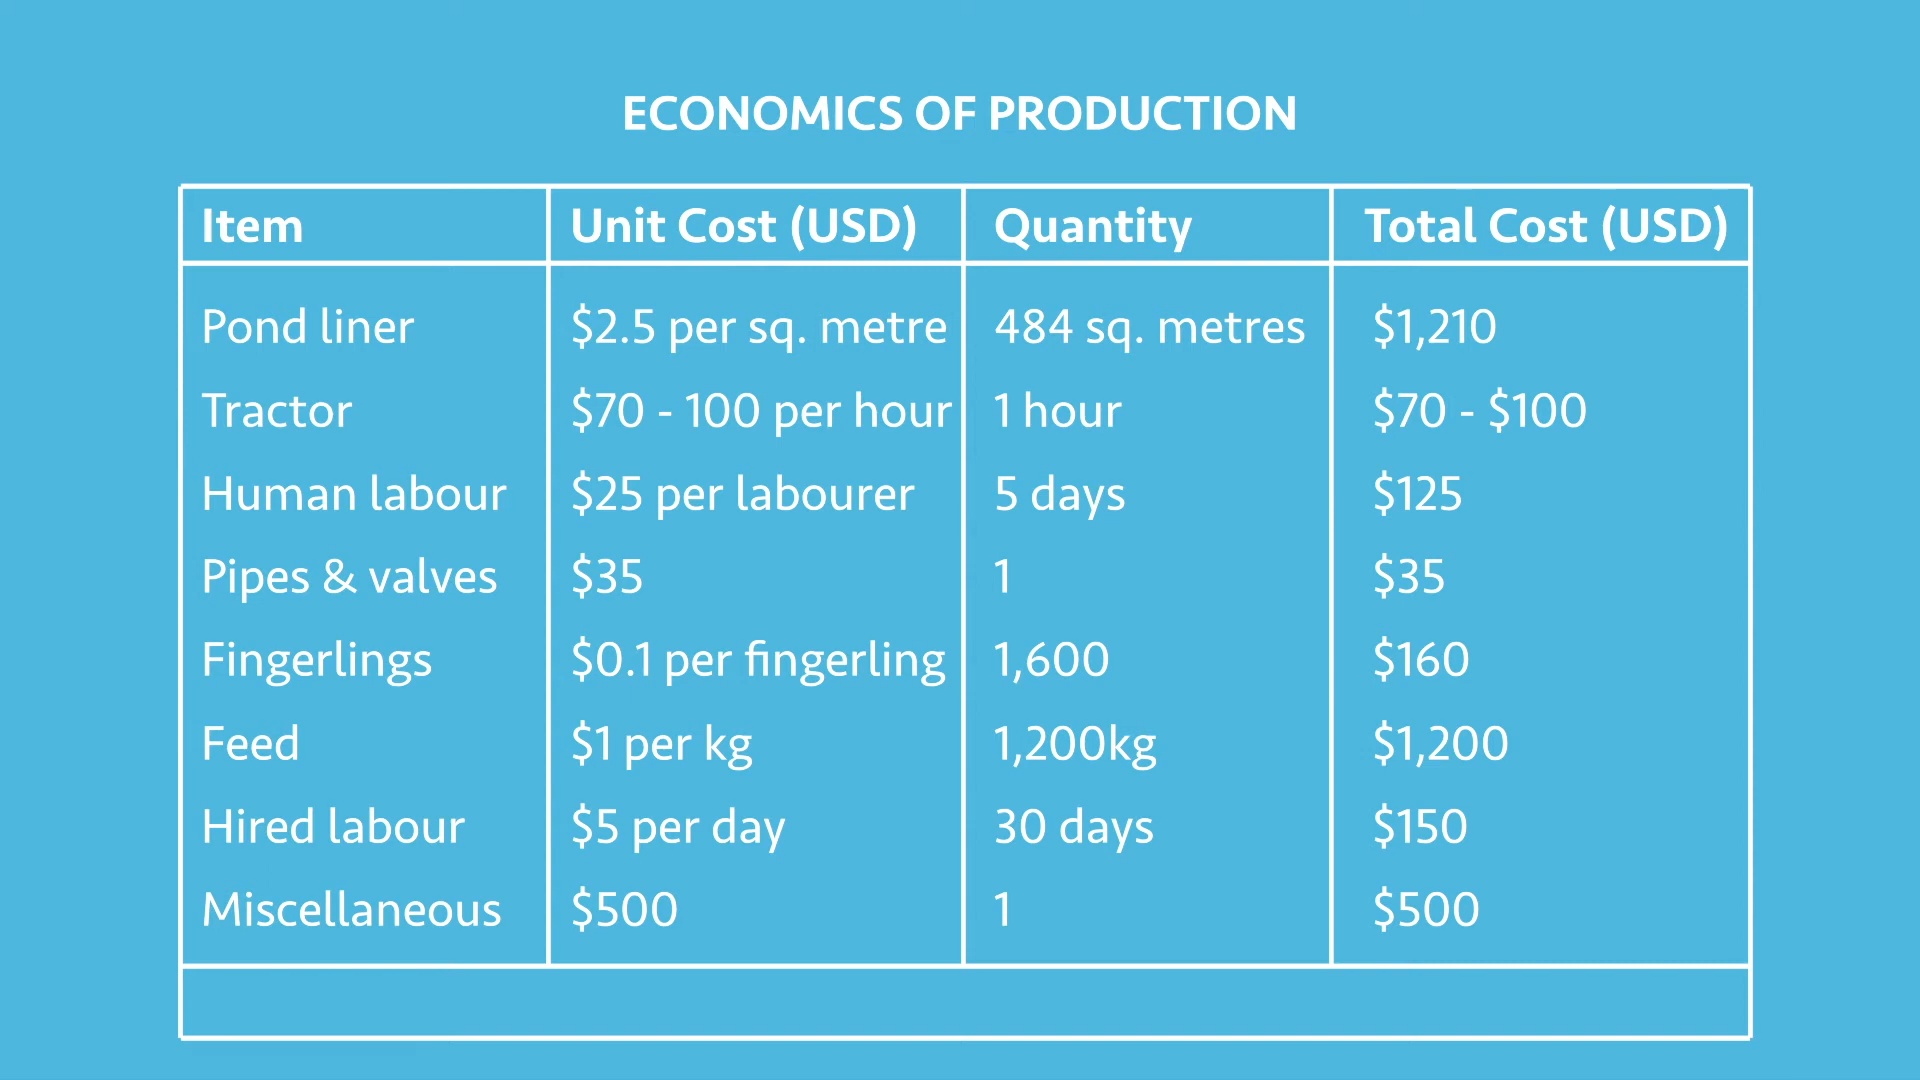 ECONOMICS OF PRODUCTION
Item Unit Cost (USD) Quantity Total Cost (USD)
Pond liner $2.5 per sq. metre 484 sq. metres $1,210
Tractor $70 - 100 per hour 1 hour $70 - $100
Human labour $25 per labourer 5 days $125
Pipes & valves $35 1 $35
Fingerlings $0.1 per fingerling 1,600 $160
Feed $1 per kg 1,200kg $1,200
Hired labour $5 per day 30 days $150
Miscellaneous $500 1 $500